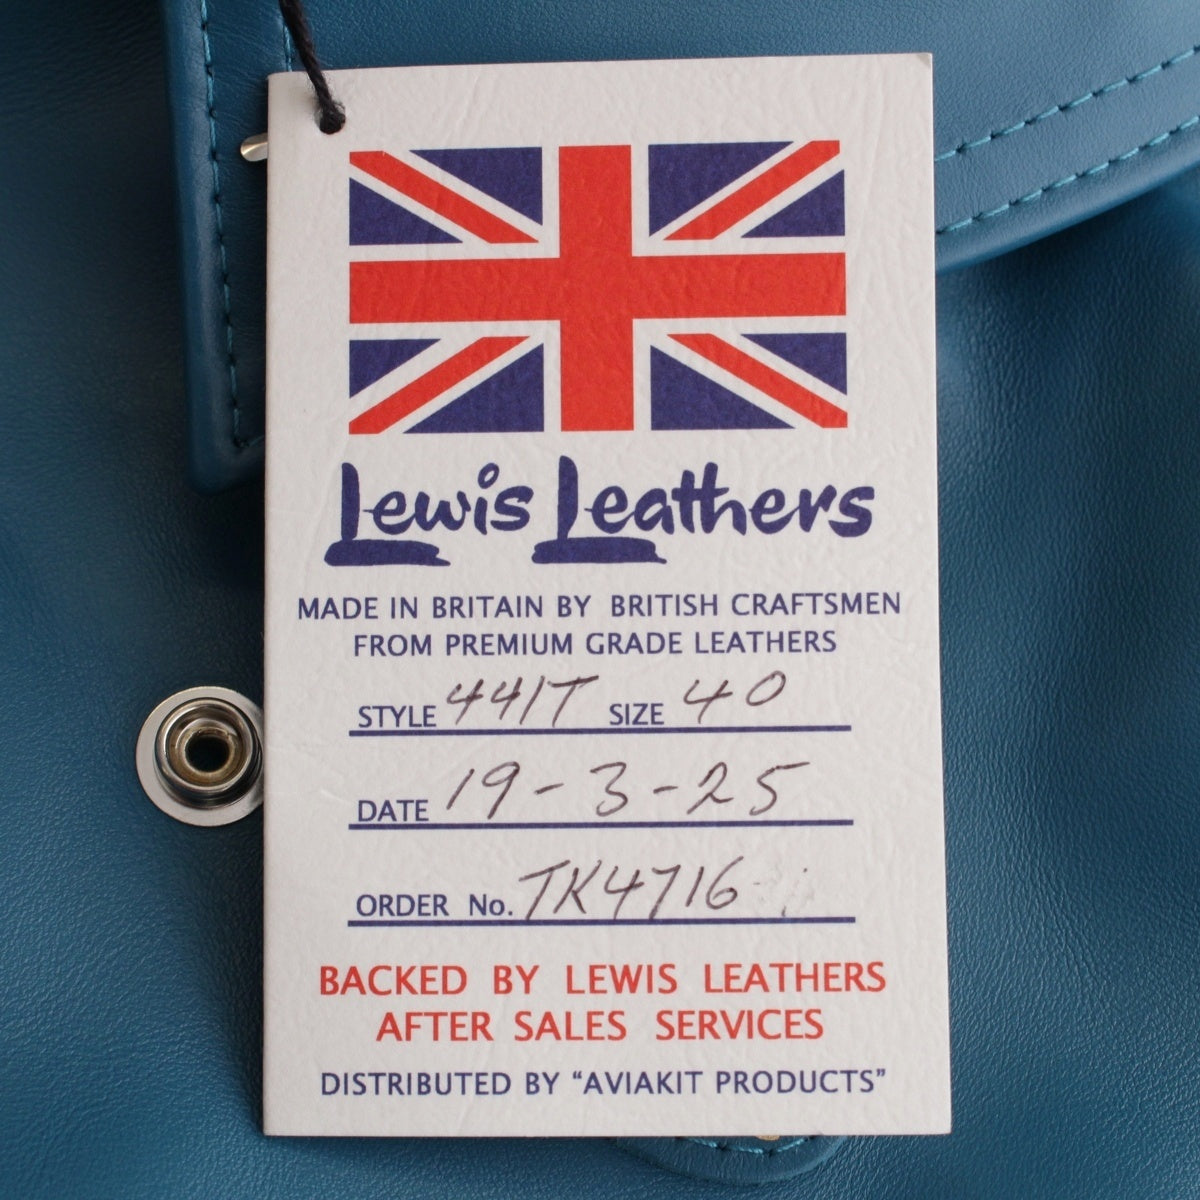 Lewis Leathers
MADE IN BRITAIN BY BRITISH CRAFTSMEN
FROM PREMIUM GRADE LEATHERS
STYLE 441T SIZE 40
DATE 19-3-25
ORDER No. TK4716
BACKED BY LEWIS LEATHERS
AFTER SALES SERVICES
DISTRIBUTED BY “AVIAKIT PRODUCTS”